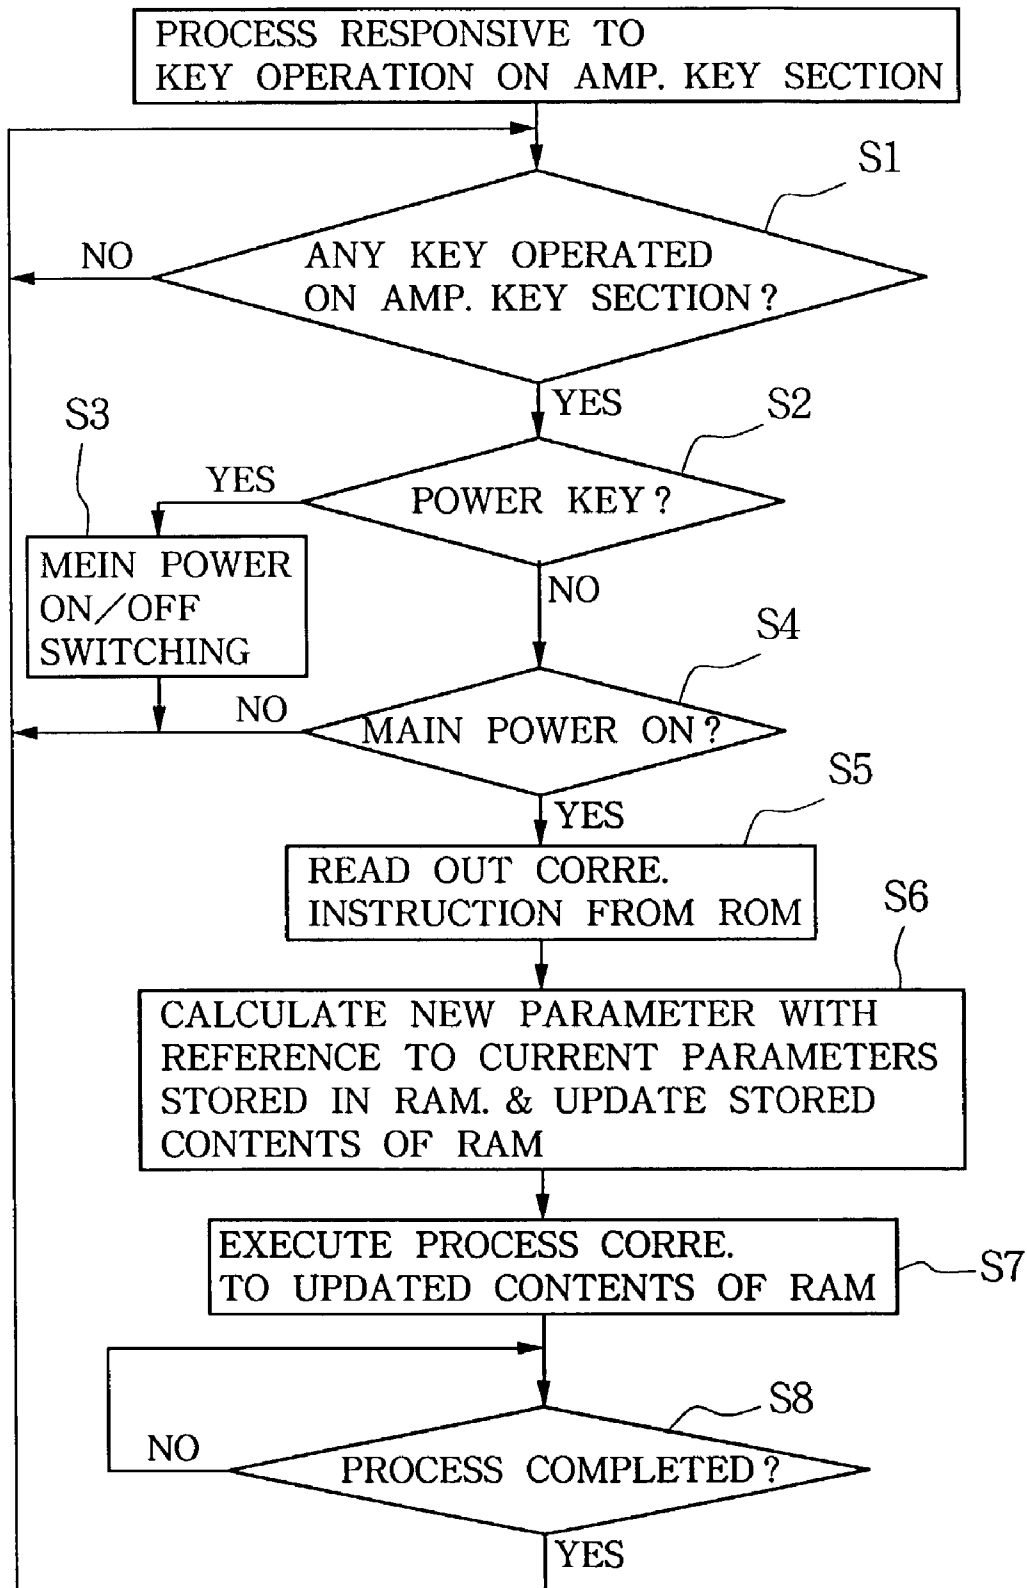 PROCESS RESPONSIVE TO
KEY OPERATION ON AMP. KEY SECTION
S1
NO
ANY KEY OPERATED
ON AMP. KEY SECTION?
YES
S2
S3
YES
POWER KEY?
MEIN POWER
ON/OFF
SWITCHING
NO
S4
NO
MAIN POWER ON?
S5
YES
READ OUT CORRE.
INSTRUCTION FROM ROM
S6
CALCULATE NEW PARAMETER WITH
REFERENCE TO CURRENT PARAMETERS
STORED IN RAM. & UPDATE STORED
CONTENTS OF RAM
EXECUTE PROCESS CORRE.
TO UPDATED CONTENTS OF RAM
S7
S8
NO
PROCESS COMPLETED?
YES